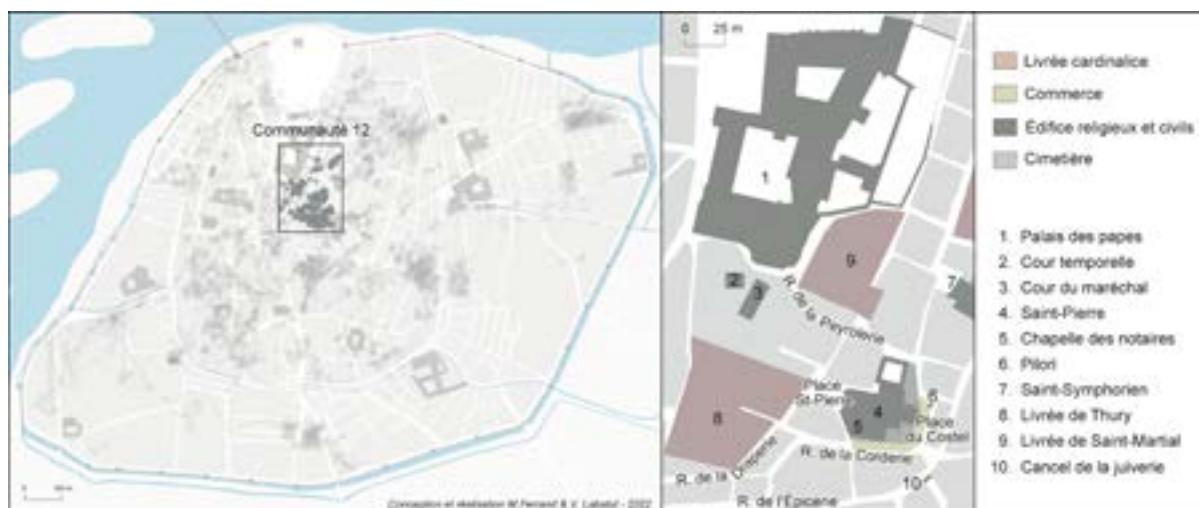 Communauté 12
Conception et réalisation M Ferrand & V. Labatut - 2022
0 25 m
1
2
3
9
7
R. de la Peyrolerie
Place St-Pierre
8
4
5
6
Place du Costel
R. de la Draperie
R. de la Corderie
10
R. de l'Épicerie
Livrée cardinalice
Commerce
Édifice religieux et civils
Cimetière
1. Palais des papes
2. Cour temporelle
3. Cour du maréchal
4. Saint-Pierre
5. Chapelle des notaires
6. Pilori
7. Saint-Symphorien
8. Livrée de Thury
9. Livrée de Saint-Martial
10. Cancel de la juiverie